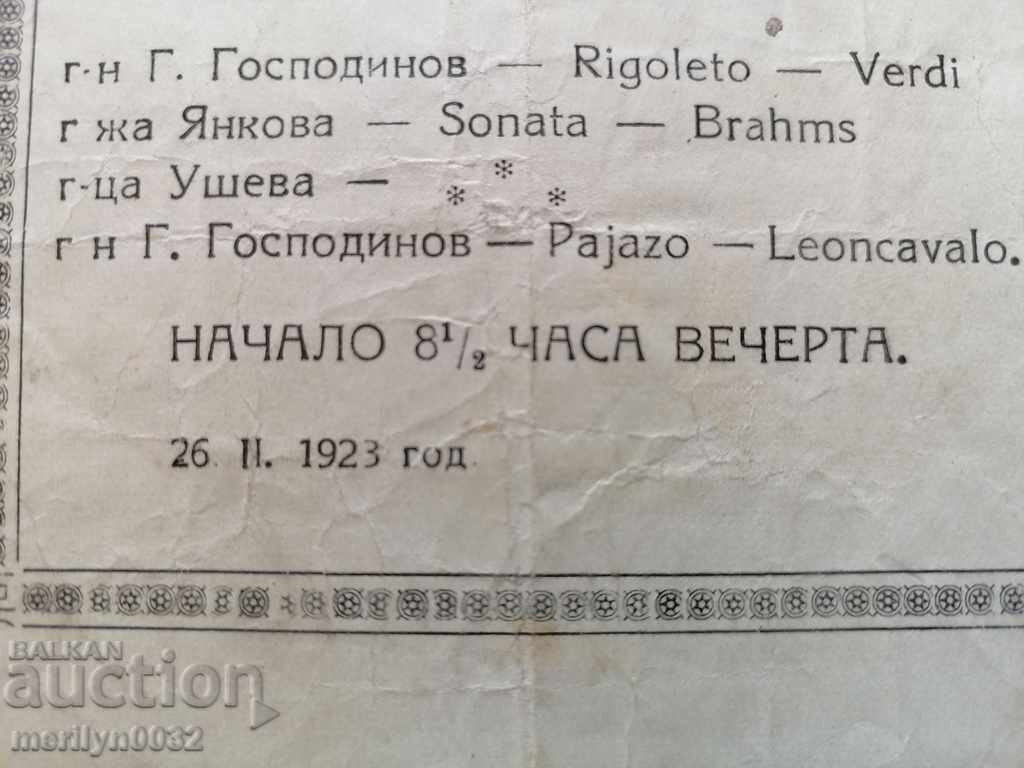 г-н Г. Господинов — Rigoleto — Verdi
г жа Янкова — Sonata — Brahms
г-ца Ушева — * * *
г н Г. Господинов — Pajazo — Leoncavalo.
НАЧАЛО 8¹/₂ ЧАСА ВЕЧЕРТА.
26. II. 1923 год.
BALKAN
auction
merilyn0032